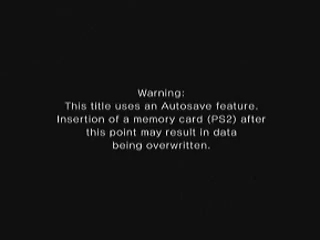 Warning:
This title uses an Autosave feature.
Insertion of a memory card (PS2) after
this point may result in data
being overwritten.